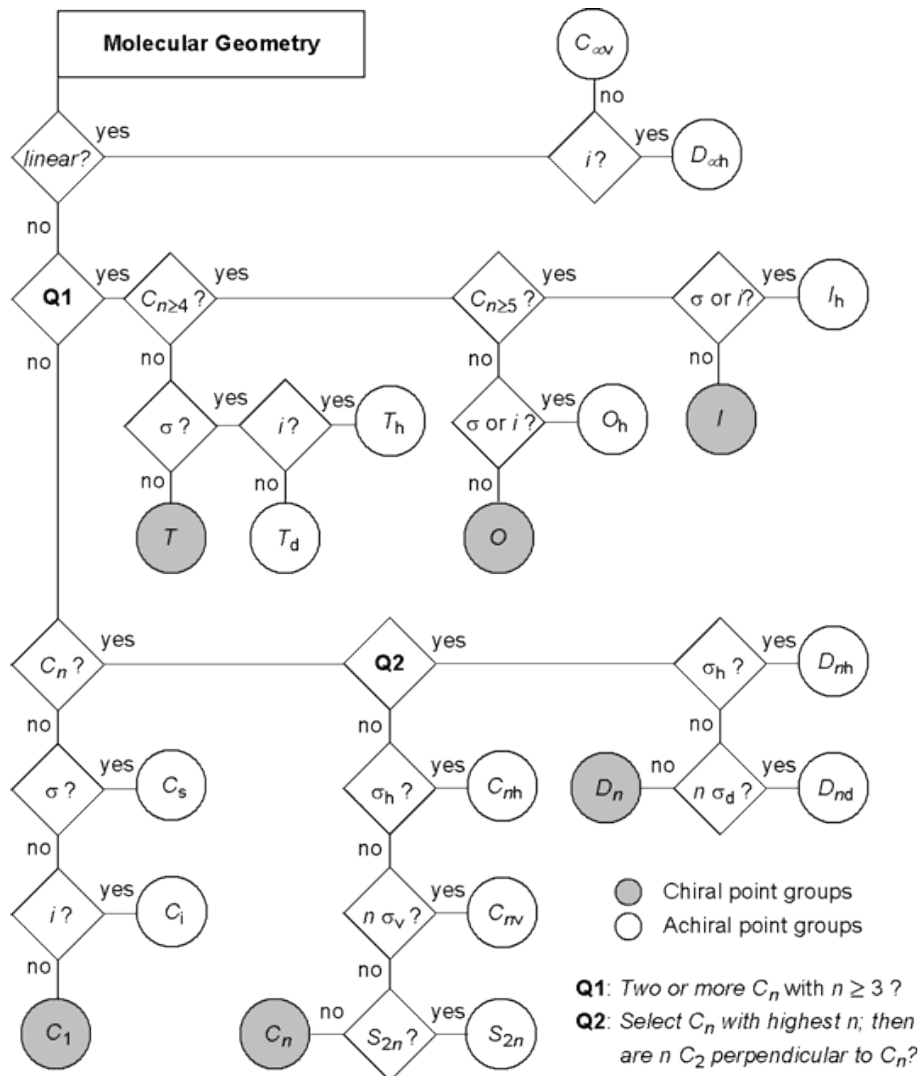 Molecular Geometry
C∞v
no
yes
linear?
i?
yes
D∞h
no
Q1
yes
Cn≥4 ?
yes
Cn≥5 ?
yes
σ or i?
yes
Ih
no
no
no
no
σ ?
yes
i?
yes
Th
σ or i ?
yes
Oh
I
no
no
no
T
Td
O
Cn ?
yes
Q2
yes
σh ?
yes
Dnh
no
no
no
σ ?
yes
Cs
σh ?
yes
Cnh
Dn
no
n σd ?
yes
Dnd
no
no
i ?
yes
Ci
n σv ?
yes
Cnv
Chiral point groups
Achiral point groups
no
no
C1
Cn
no
S2n ?
yes
S2n
Q1: Two or more Cn with n ≥ 3 ?
Q2: Select Cn with highest n; then
are n C2 perpendicular to Cn?